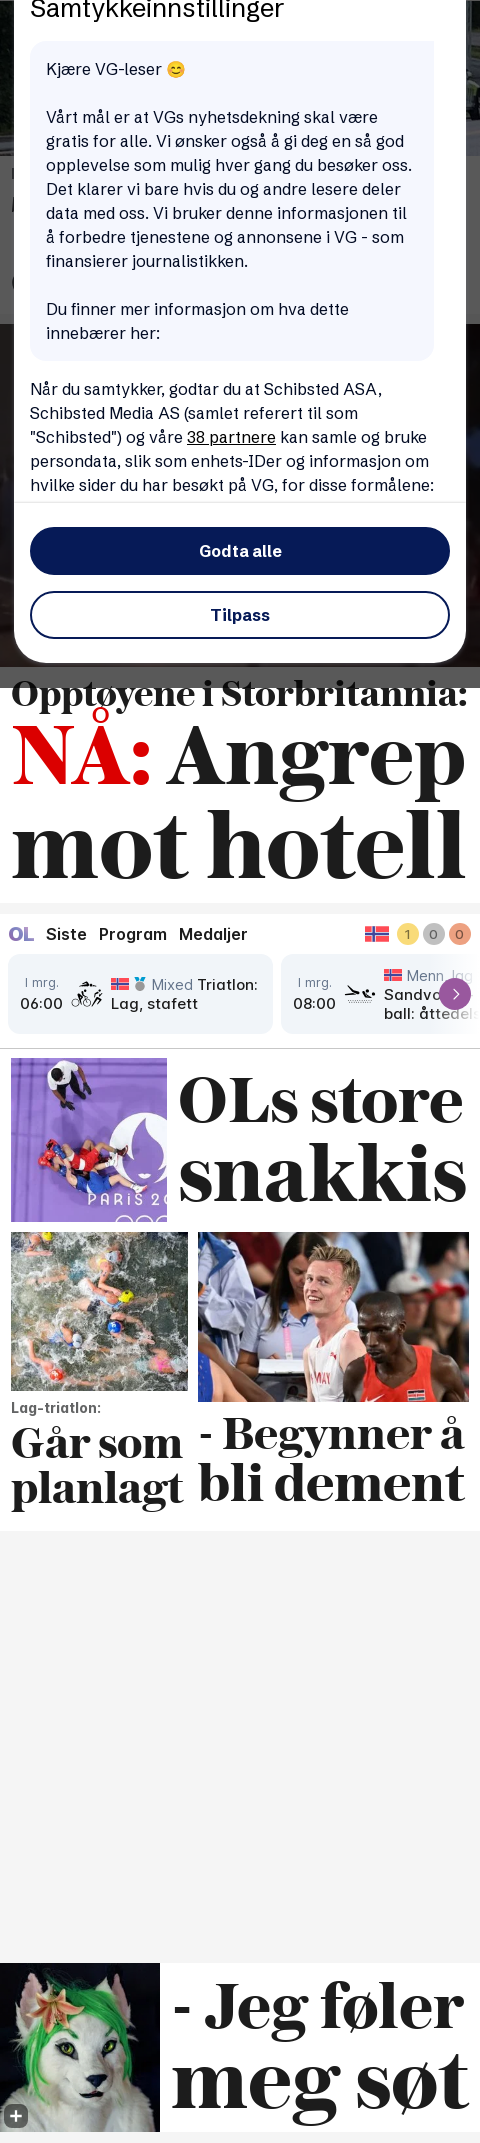 Samtykkeinnstillinger
Kjære VG-leser 😊
Vårt mål er at VGs nyhetsdekning skal være
gratis for alle. Vi ønsker også å gi deg en så god
opplevelse som mulig hver gang du besøker oss.
Det klarer vi bare hvis du og andre lesere deler
data med oss. Vi bruker denne informasjonen til
å forbedre tjenestene og annonsene i VG - som
finansierer journalistikken.
Du finner mer informasjon om hva dette
innebærer her:
Når du samtykker, godtar du at Schibsted ASA,
Schibsted Media AS (samlet referert til som
"Schibsted") og våre 38 partnere kan samle og bruke
persondata, slik som enhets-IDer og informasjon om
hvilke sider du har besøkt på VG, for disse formålene:
Godta alle
Tilpass
Opptøyene i Storbritannia:
NÅ: Angrep
mot hotell
OL Siste Program Medaljer 1 0 0
I mrg.
06:00
Mixed Triatlon:
Lag, stafett
I mrg.
08:00
Menn, lag
ball:
PARIS 20
OLs store
snakkis
Lag-triatlon:
Går som
planlagt
- Begynner å
bli dement
- Jeg føler
meg søt